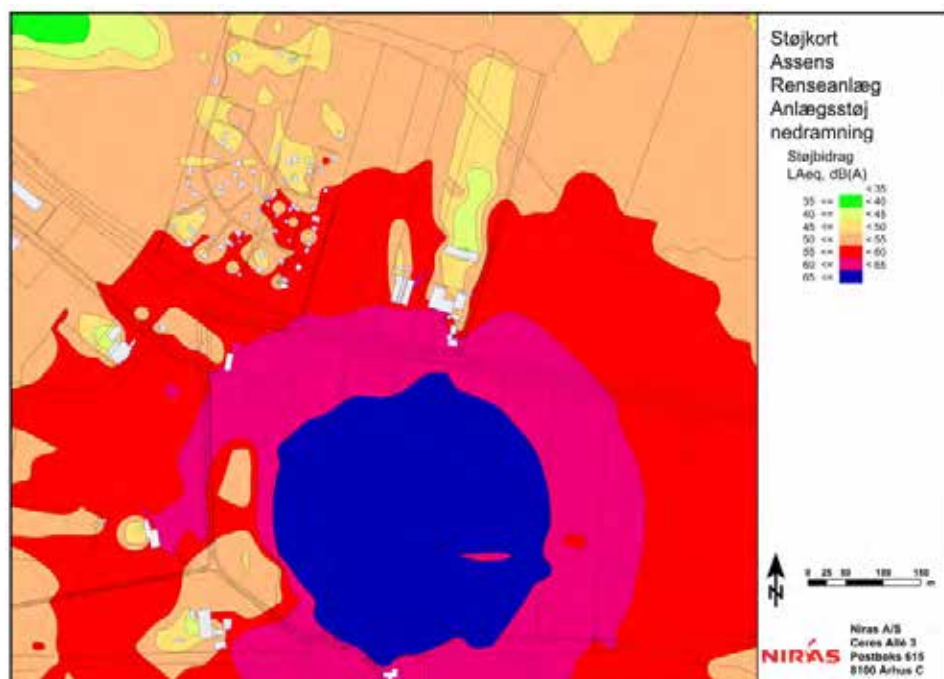 Støjkort
Assens
Renseanlæg
Anlægsstøj
nedramning
Støjbidrag
LAeq, dB(A)
< 35
35 <= < 40
40 <= < 45
45 <= < 50
50 <= < 55
55 <= < 60
60 <= < 65
65 <=
N
0 25 50 100 150
m
NIRAS
Niras A/S
Ceres Allé 3
Postboks 615
8100 Århus C